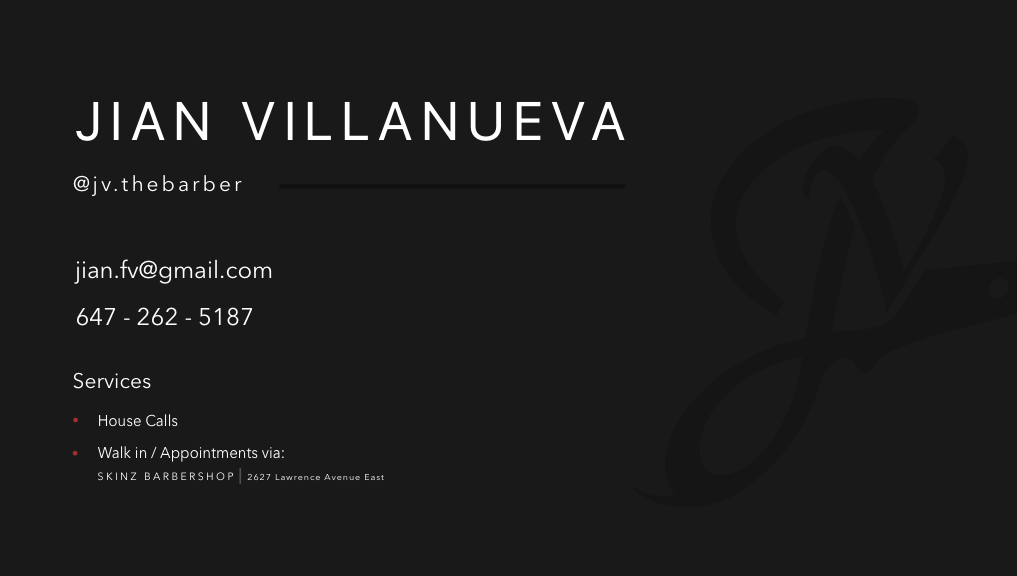 JIAN VILLANUEVA
@jv.thebarber
jian.fv@gmail.com
647 - 262 - 5187
Services
• House Calls
• Walk in / Appointments via:
SKINZ BARBERSHOP | 2627 Lawrence Avenue East